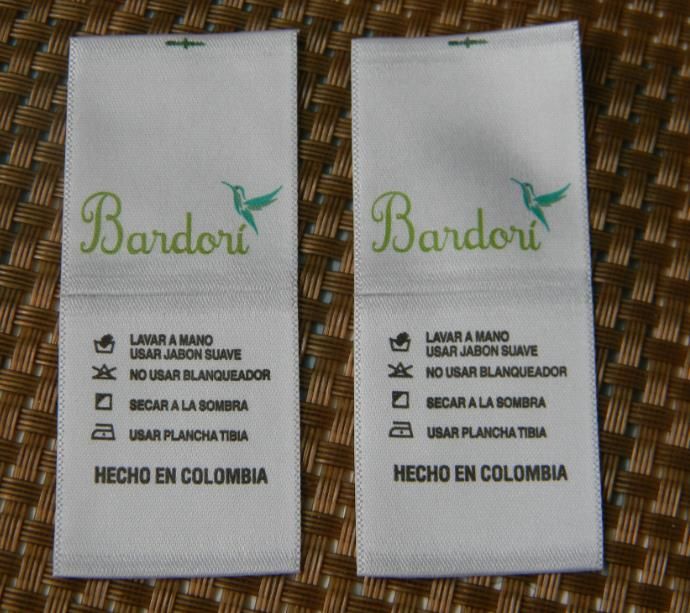 Bardorí
LAVAR A MANO
USAR JABON SUAVE
NO USAR BLANQUEADOR
SECAR A LA SOMBRA
USAR PLANCHA TIBIA
HECHO EN COLOMBIA
Bardorí
LAVAR A MANO
USAR JABON SUAVE
NO USAR BLANQUEADOR
SECAR A LA SOMBRA
USAR PLANCHA TIBIA
HECHO EN COLOMBIA